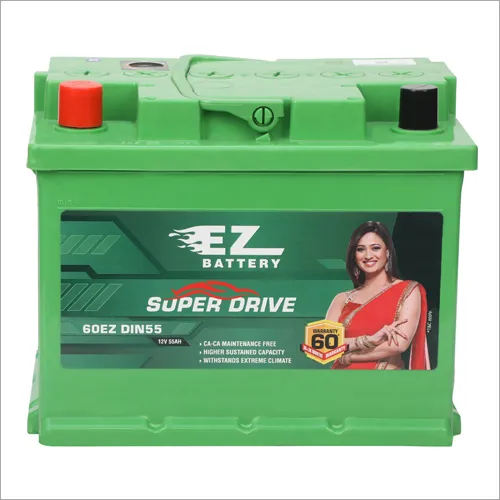 EZ
BATTERY
SUPER DRIVE
60EZ DIN55
12V 55AH
• CA-CA MAINTENANCE FREE
• HIGHER SUSTAINED CAPACITY
• WITHSTANDS EXTREME CLIMATE
WARRANTY
60